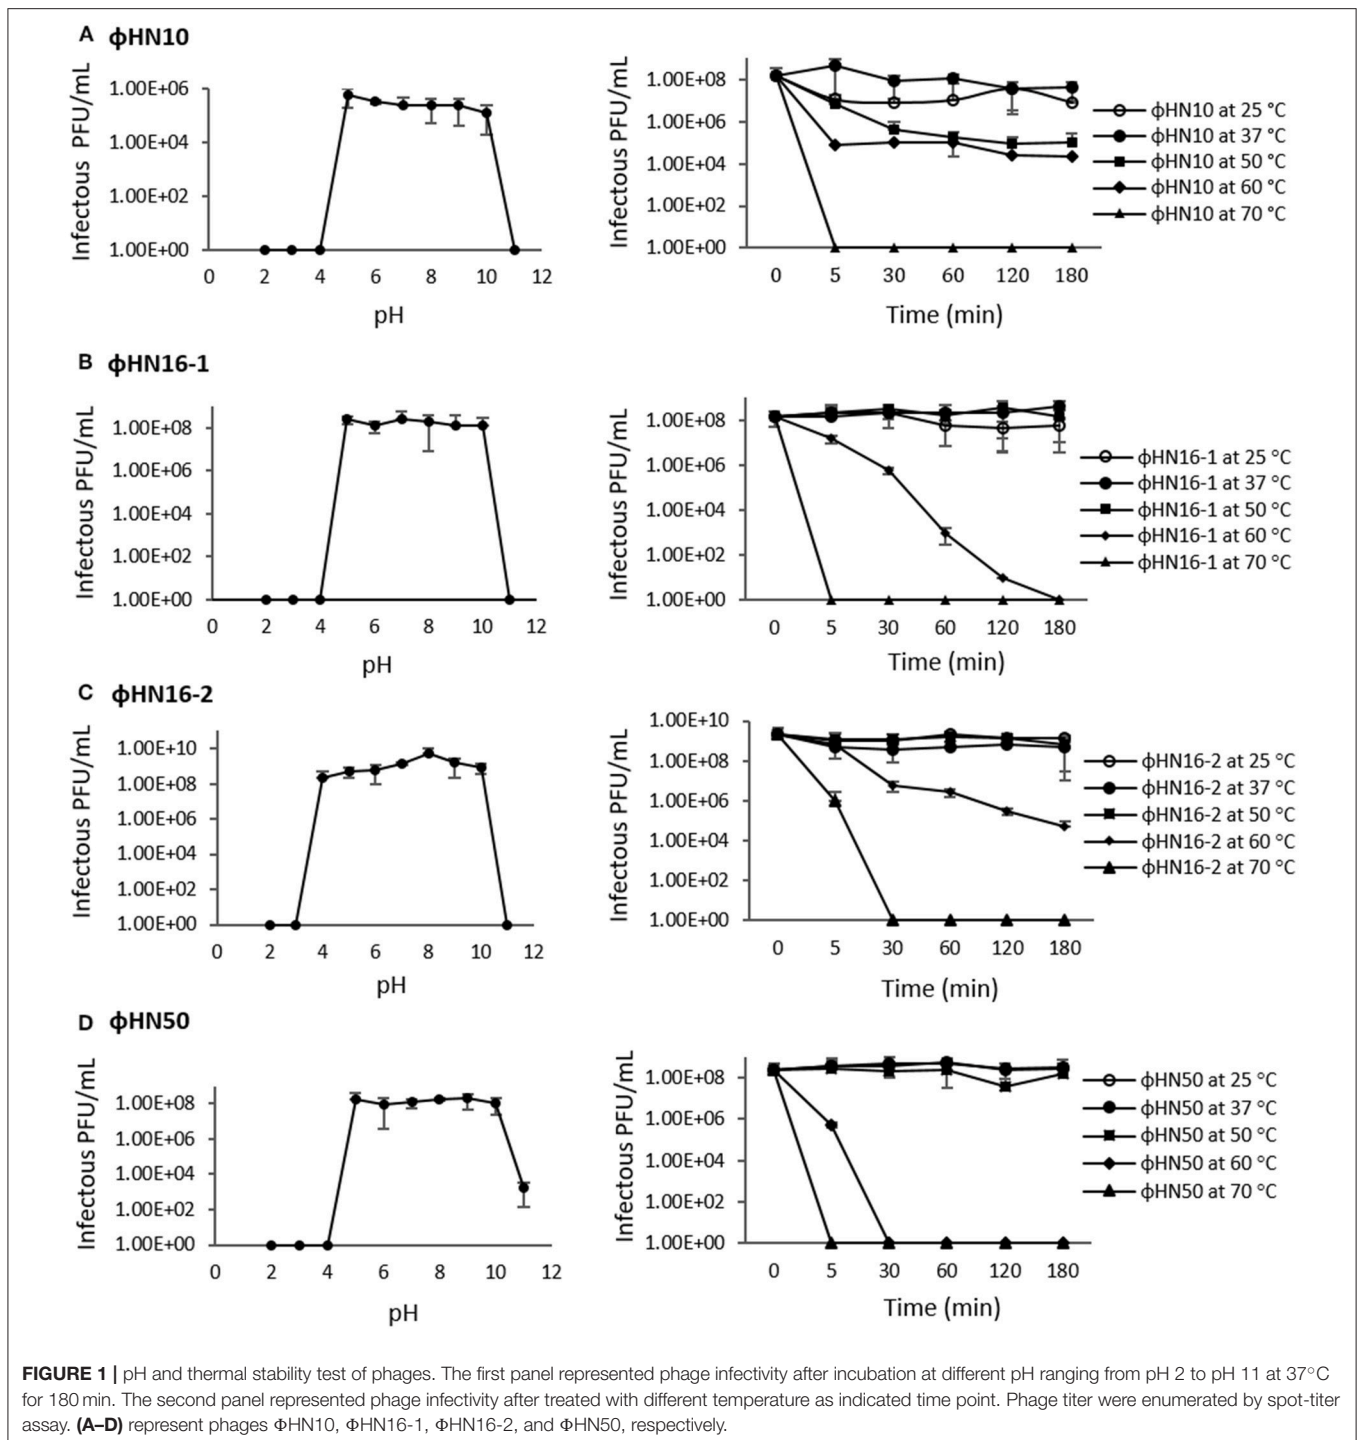 A ϕHN10
Infectous PFU/mL
1.00E+06
1.00E+04
1.00E+02
1.00E+00
0 2 4 6 8 10 12
pH
Infectous PFU/mL
1.00E+08
1.00E+06
1.00E+04
1.00E+02
1.00E+00
0 5 30 60 120 180
Time (min)
ϕHN10 at 25 °C
ϕHN10 at 37 °C
ϕHN10 at 50 °C
ϕHN10 at 60 °C
ϕHN10 at 70 °C
B ϕHN16-1
Infectous PFU/mL
1.00E+08
1.00E+06
1.00E+04
1.00E+02
1.00E+00
0 2 4 6 8 10 12
pH
Infectous PFU/mL
1.00E+08
1.00E+06
1.00E+04
1.00E+02
1.00E+00
0 5 30 60 120 180
Time (min)
ϕHN16-1 at 25 °C
ϕHN16-1 at 37 °C
ϕHN16-1 at 50 °C
ϕHN16-1 at 60 °C
ϕHN16-1 at 70 °C
C ϕHN16-2
Infectous PFU/mL
1.00E+10
1.00E+08
1.00E+06
1.00E+04
1.00E+02
1.00E+00
0 2 4 6 8 10 12
pH
Infectous PFU/mL
1.00E+10
1.00E+08
1.00E+06
1.00E+04
1.00E+02
1.00E+00
0 5 30 60 120 180
Time (min)
ϕHN16-2 at 25 °C
ϕHN16-2 at 37 °C
ϕHN16-2 at 50 °C
ϕHN16-2 at 60 °C
ϕHN16-2 at 70 °C
D ϕHN50
Infectous PFU/mL
1.00E+08
1.00E+06
1.00E+04
1.00E+02
1.00E+00
0 2 4 6 8 10 12
pH
Infectous PFU/mL
1.00E+08
1.00E+06
1.00E+04
1.00E+02
1.00E+00
0 5 30 60 120 180
Time (min)
ϕHN50 at 25 °C
ϕHN50 at 37 °C
ϕHN50 at 50 °C
ϕHN50 at 60 °C
ϕHN50 at 70 °C
FIGURE 1 | pH and thermal stability test of phages. The first panel represented phage infectivity after incubation at different pH ranging from pH 2 to pH 11 at 37°C
for 180 min. The second panel represented phage infectivity after treated with different temperature as indicated time point. Phage titer were enumerated by spot-titer
assay. (A–D) represent phages ΦHN10, ΦHN16-1, ΦHN16-2, and ΦHN50, respectively.